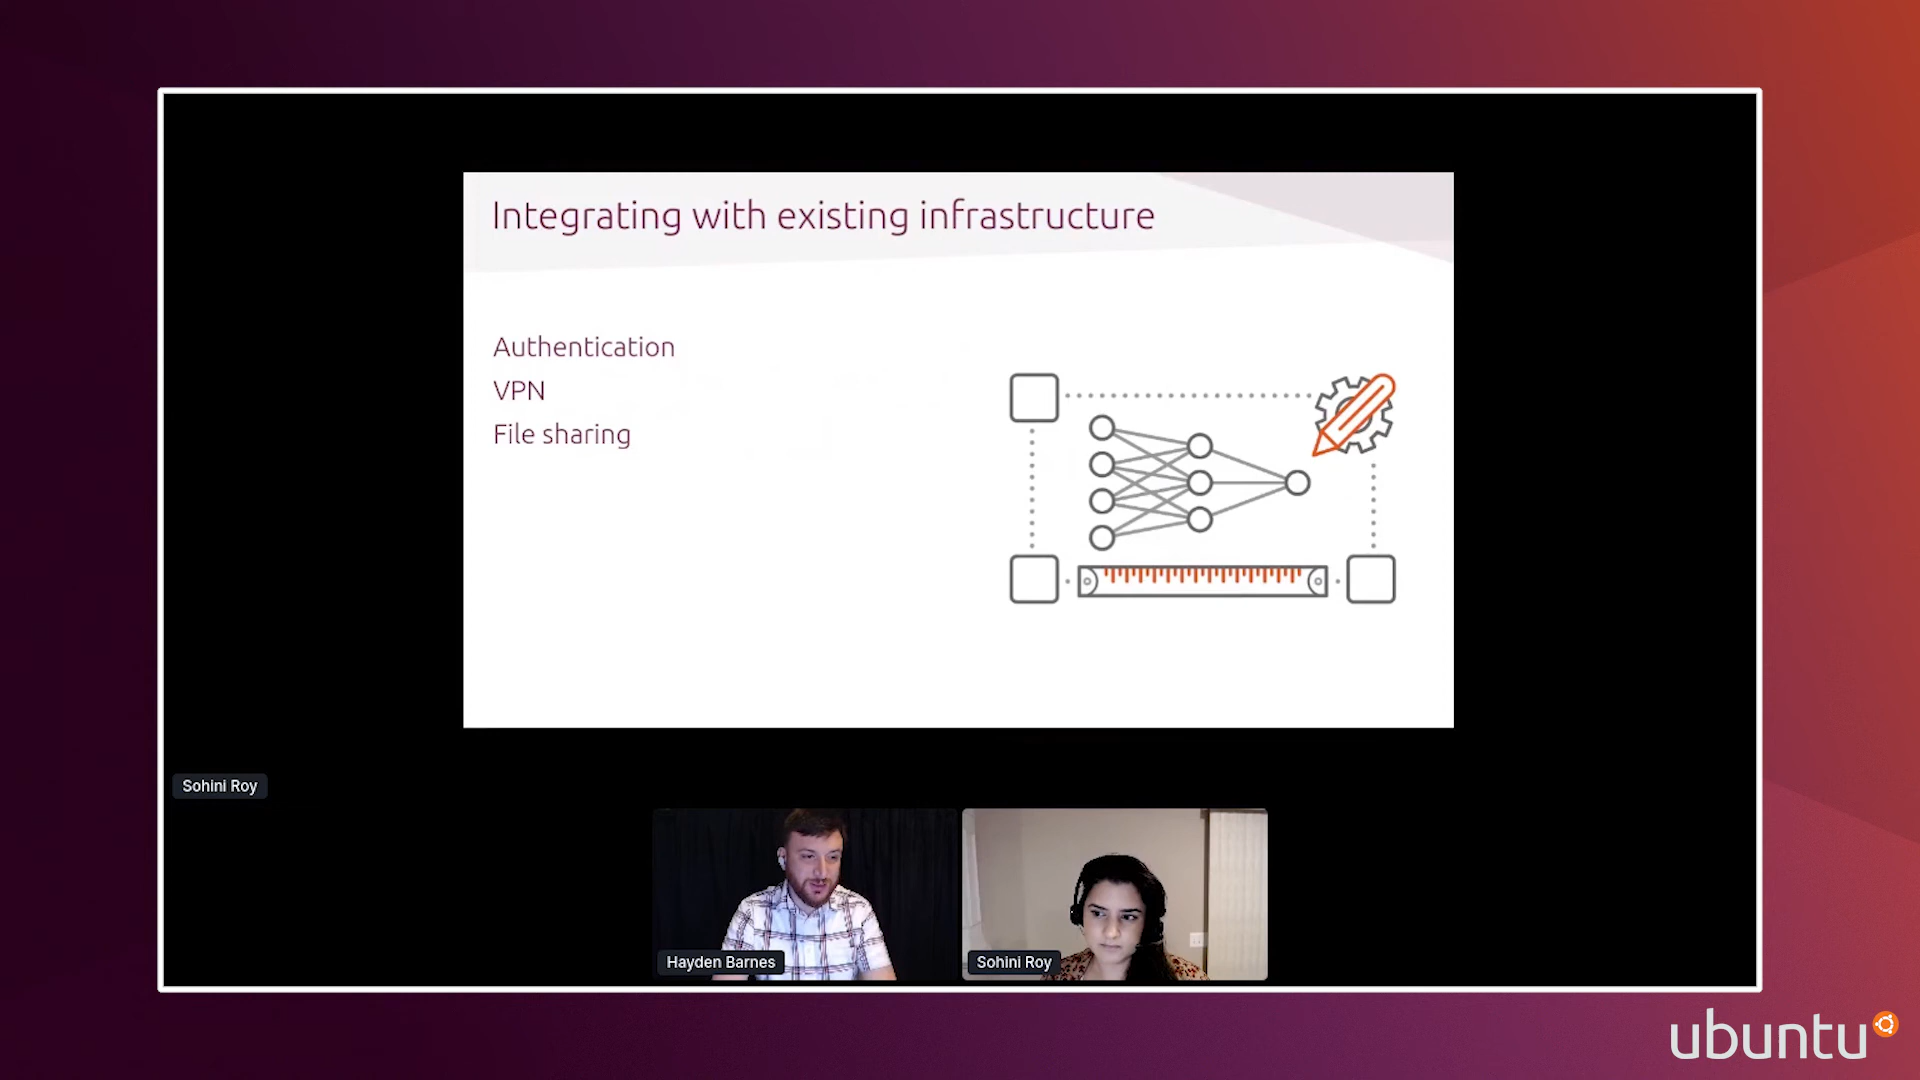 Integrating with existing infrastructure
Authentication
VPN
File sharing
Sohini Roy
Hayden Barnes
Sohini Roy
ubuntu